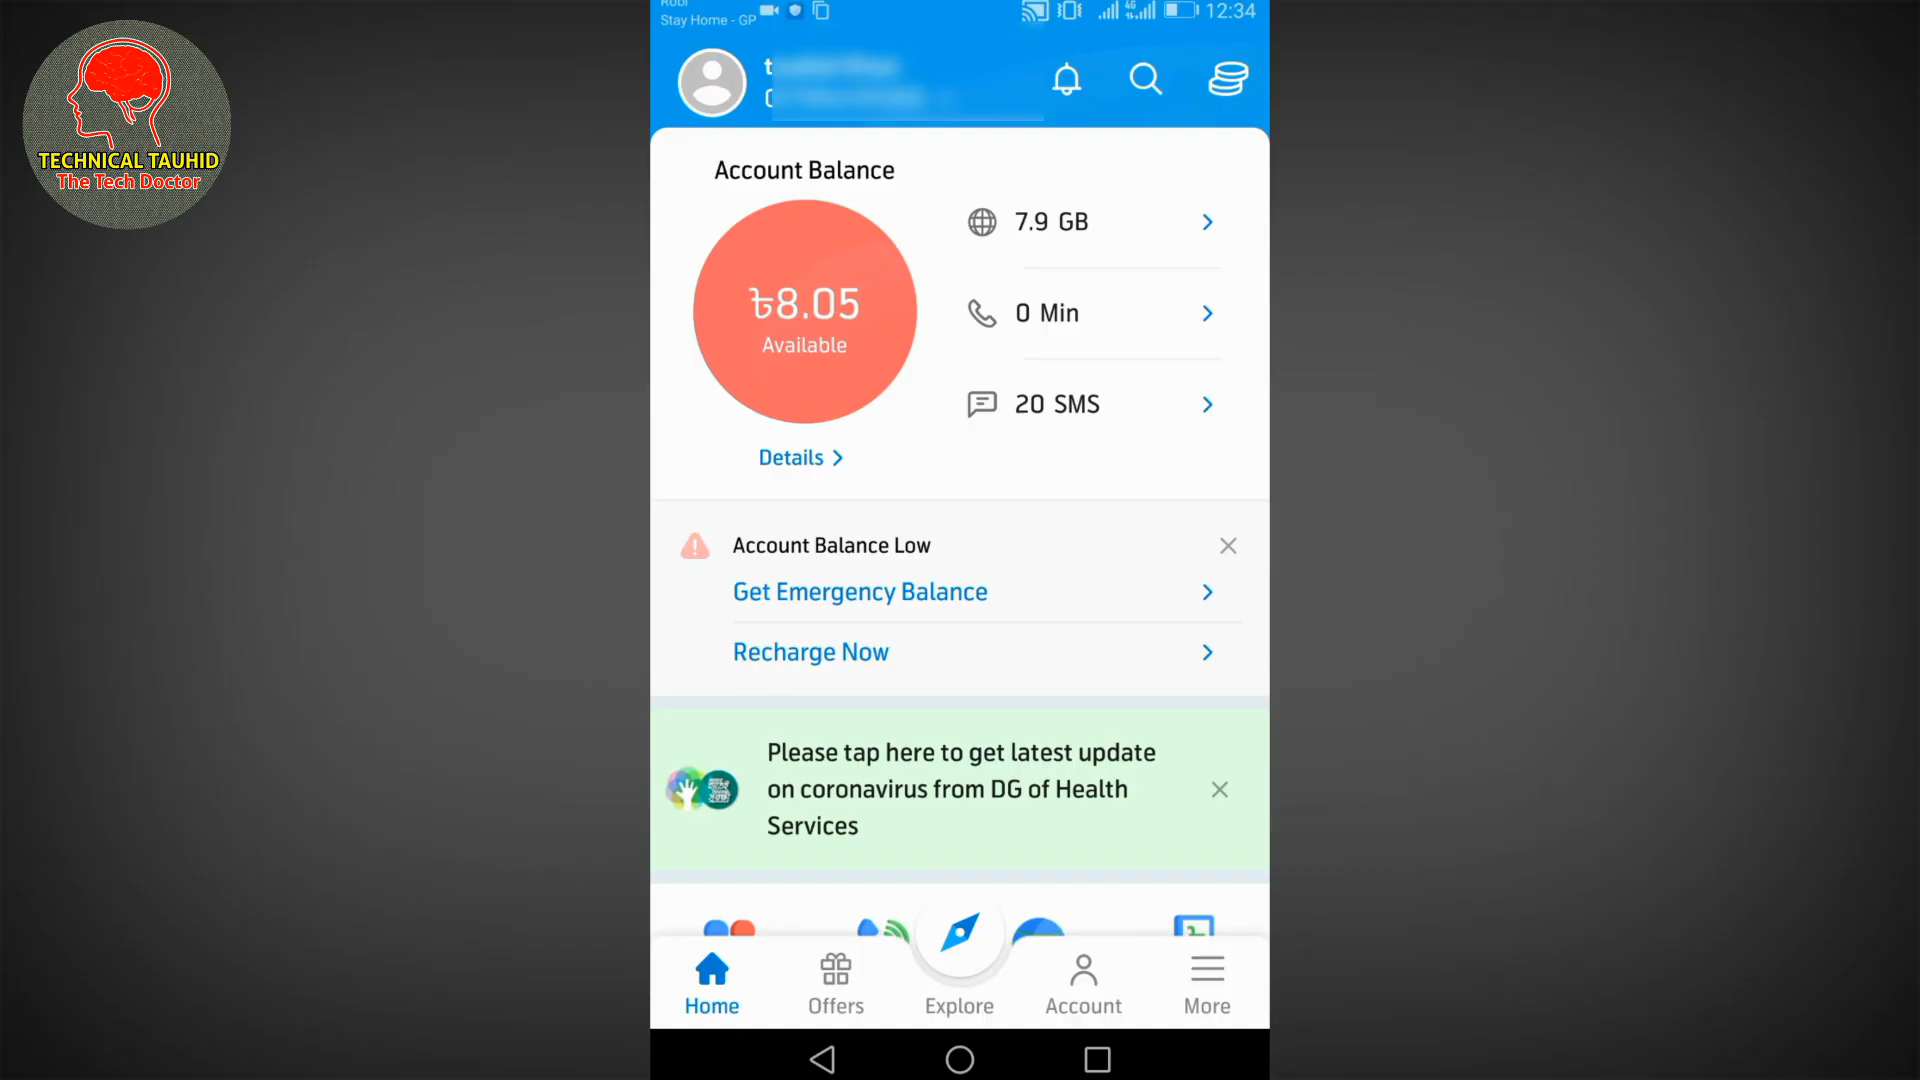 Robi
Stay Home - GP
4G
12:34
TECHNICAL TAUHID
The Tech Doctor
Account Balance
৳8.05
Available
Details
7.9 GB
0 Min
20 SMS
Account Balance Low
Get Emergency Balance
Recharge Now
Please tap here to get latest update
on coronavirus from DG of Health
Services
Home
Offers
Explore
Account
More